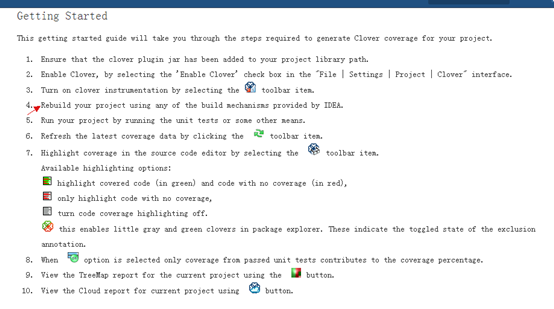 Getting Started
This getting started guide will take you through the steps required to generate Clover coverage for your project.
1. Ensure that the clover plugin jar has been added to your project library path.
2. Enable Clover, by selecting the 'Enable Clover' check box in the "File | Settings | Project | Clover" interface.
3. Turn on clover instrumentation by selecting the toolbar item.
4. Rebuild your project using any of the build mechanisms provided by IDEA.
5. Run your project by running the unit tests or some other means.
6. Refresh the latest coverage data by clicking the toolbar item.
7. Highlight coverage in the source code editor by selecting the toolbar item.
Available highlighting options:
highlight covered code (in green) and code with no coverage (in red),
only highlight code with no coverage,
turn code coverage highlighting off.
this enables little gray and green clovers in package explorer. These indicate the toggled state of the exclusion
annotation.
8. When option is selected only coverage from passed unit tests contributes to the coverage percentage.
9. View the TreeMap report for the current project using the button.
10. View the Cloud report for current project using button.